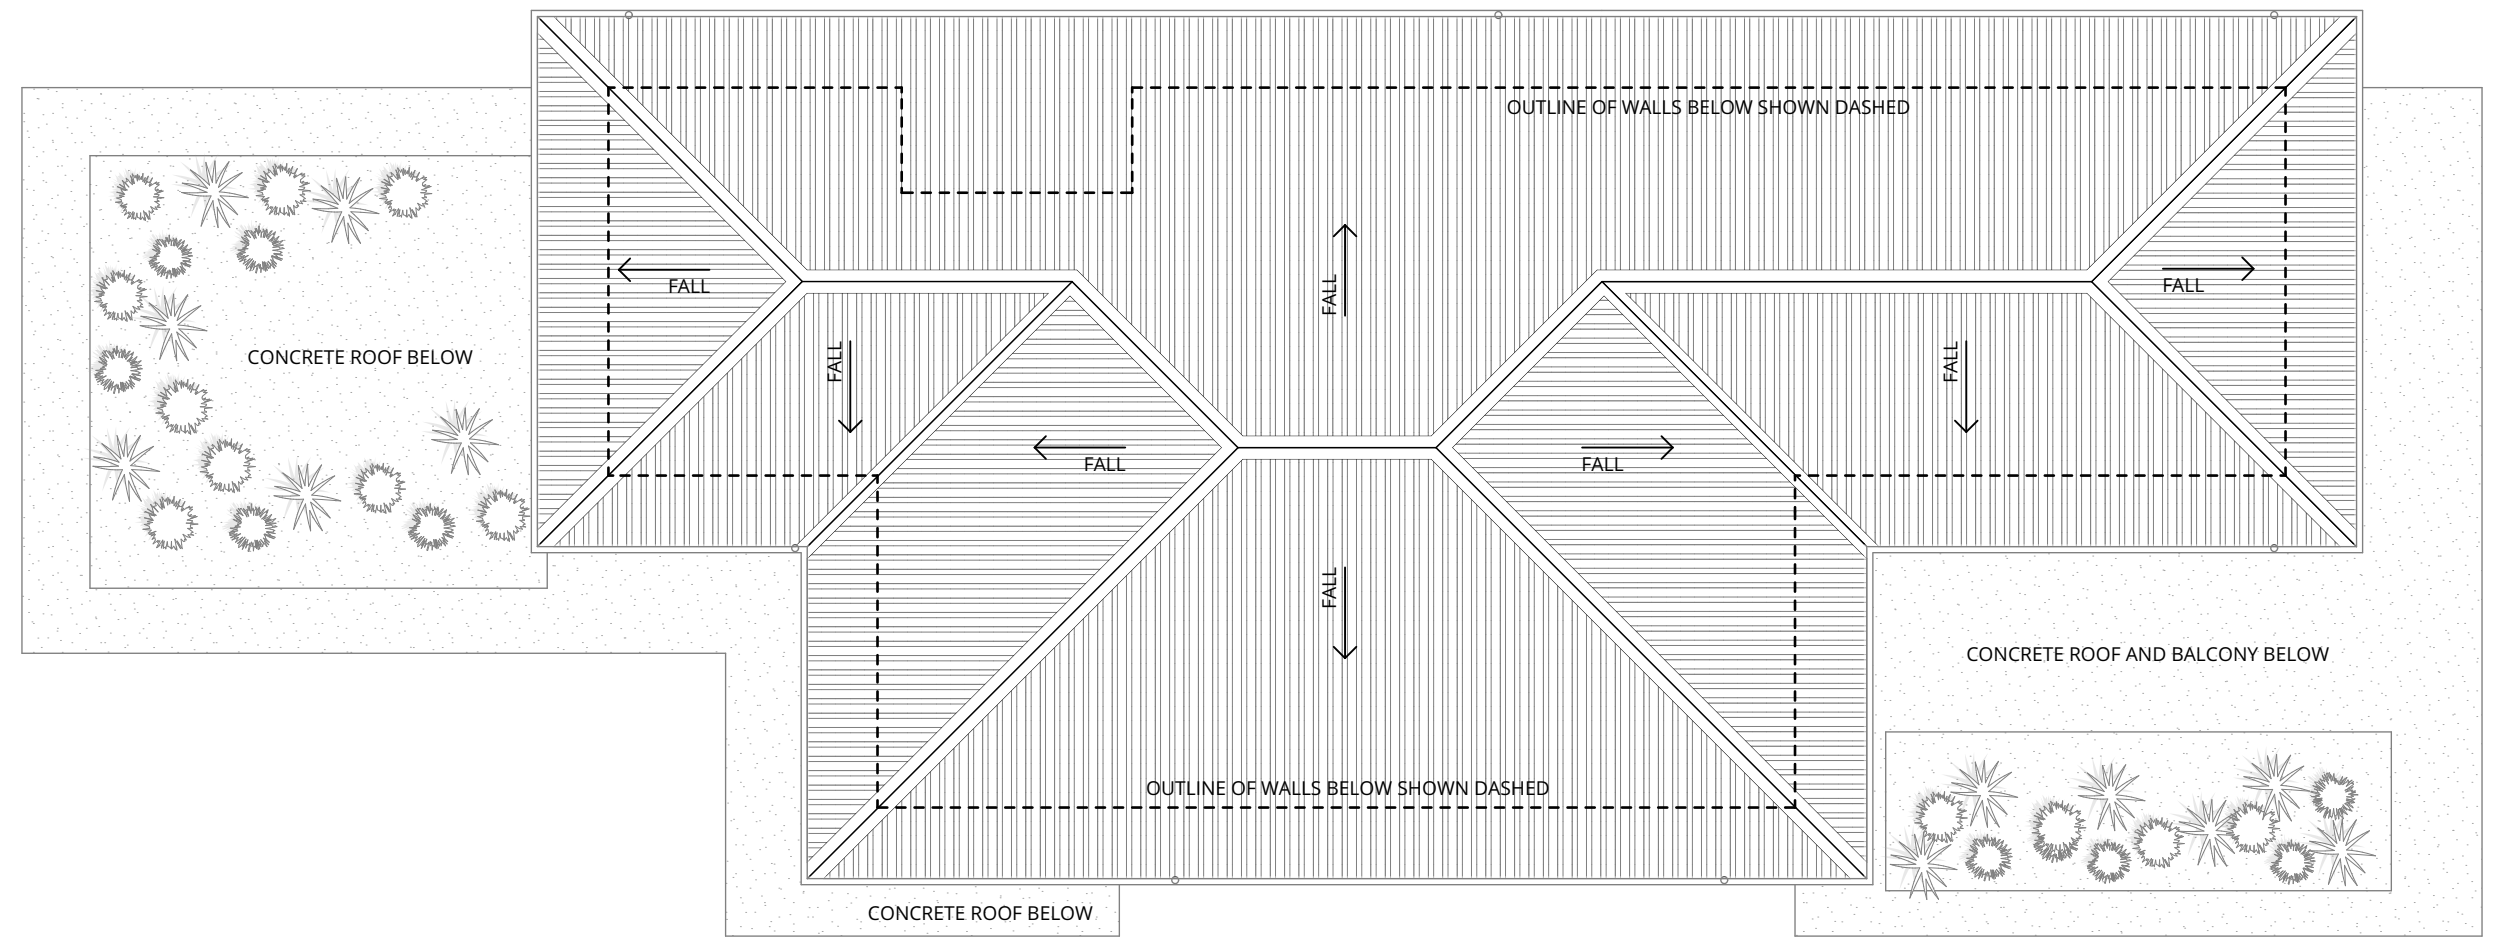 OUTLINE OF WALLS BELOW SHOWN DASHED
FALL
FALL
FALL
CONCRETE ROOF BELOW
FALL
FALL
FALL
FALL
FALL
CONCRETE ROOF AND BALCONY BELOW
OUTLINE OF WALLS BELOW SHOWN DASHED
CONCRETE ROOF BELOW